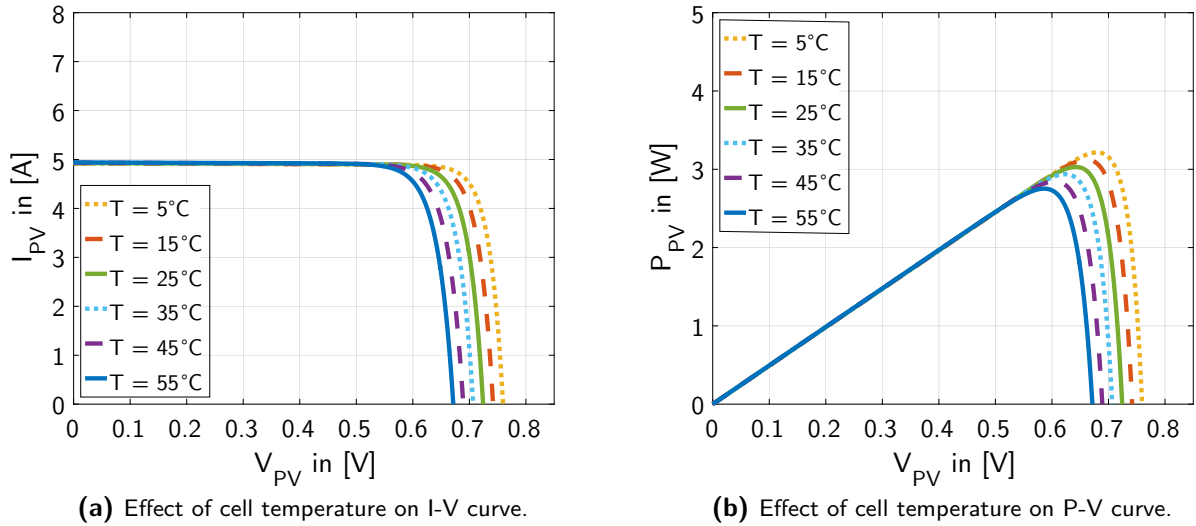 8
7
6
5
4
3
2
1
0
I_PV in [A]
T = 5°C
T = 15°C
T = 25°C
T = 35°C
T = 45°C
T = 55°C
0 0.1 0.2 0.3 0.4 0.5 0.6 0.7 0.8
V_PV in [V]
(a) Effect of cell temperature on I-V curve.
5
4
3
2
1
0
P_PV in [W]
T = 5°C
T = 15°C
T = 25°C
T = 35°C
T = 45°C
T = 55°C
0 0.1 0.2 0.3 0.4 0.5 0.6 0.7 0.8
V_PV in [V]
(b) Effect of cell temperature on P-V curve.